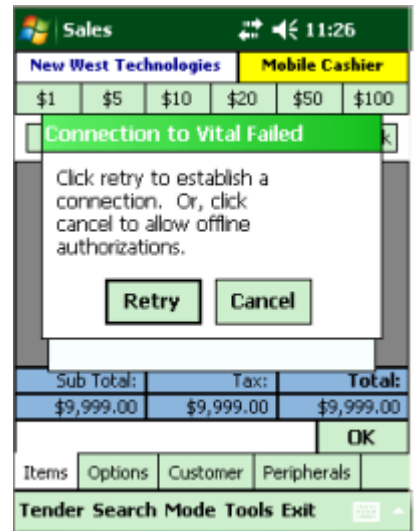 Sales 11:26
New West Technologies Mobile Cashier
$1 $5 $10 $20 $50 $100
Connection to Vital Failed
k
Click retry to establish a
connection. Or, click
cancel to allow offline
authorizations.
Retry Cancel
Sub Total: Tax: Total:
$9,999.00 $9,999.00 $9,999.00
OK
Items Options Customer Peripherals
Tender Search Mode Tools Exit